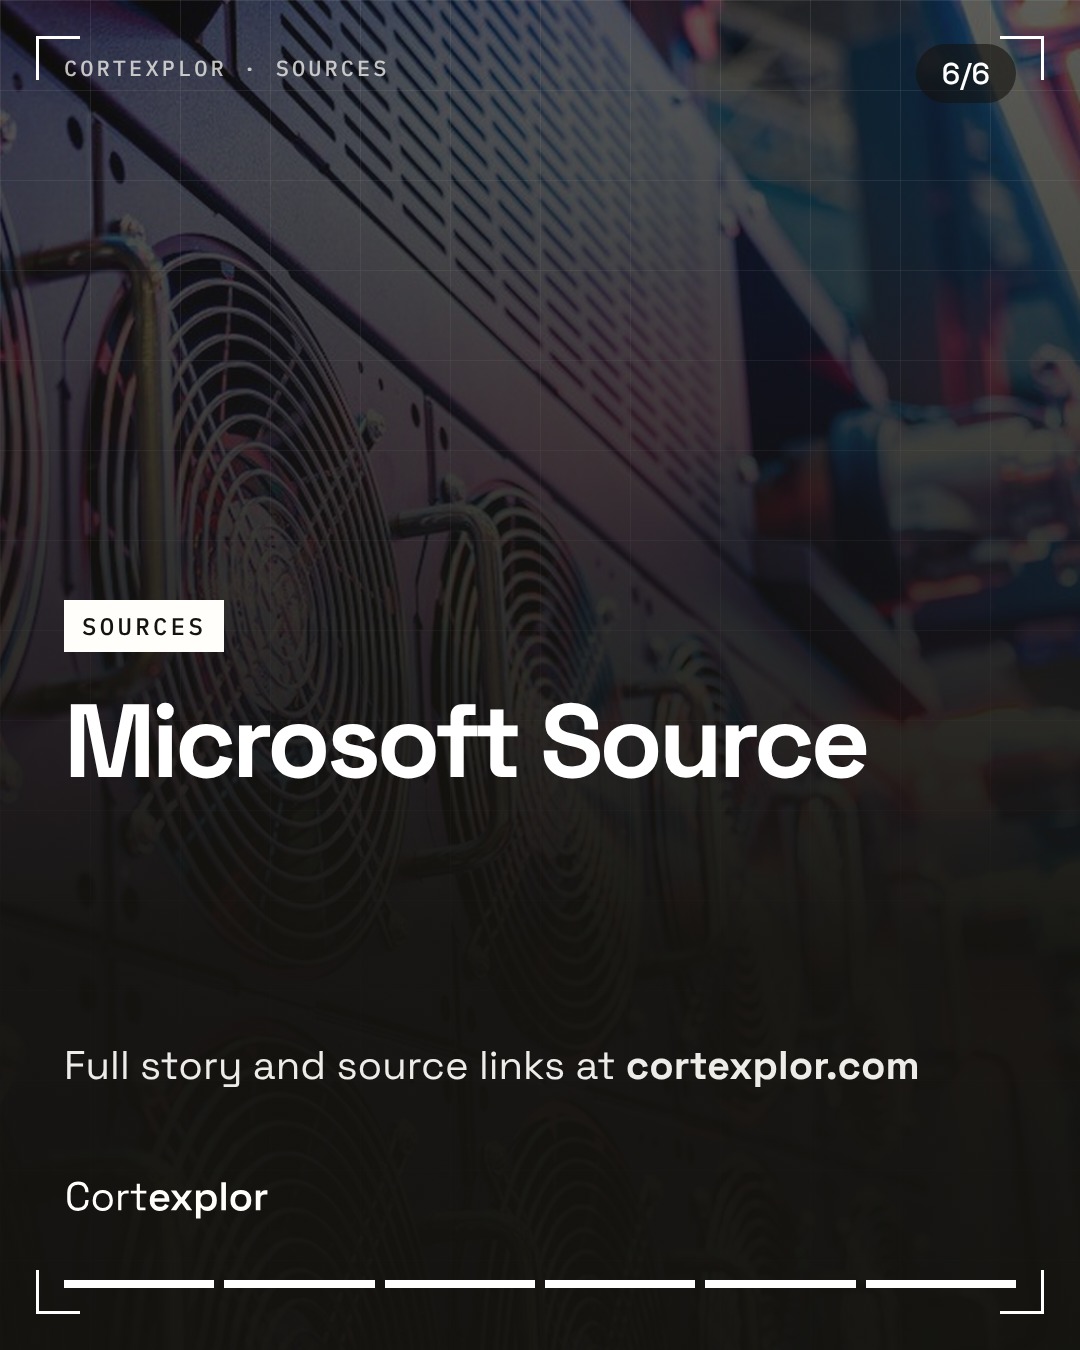 CORTEXPLOR · SOURCES
6/6
SOURCES
Microsoft Source
Full story and source links at cortexplor.com
Cortexplor